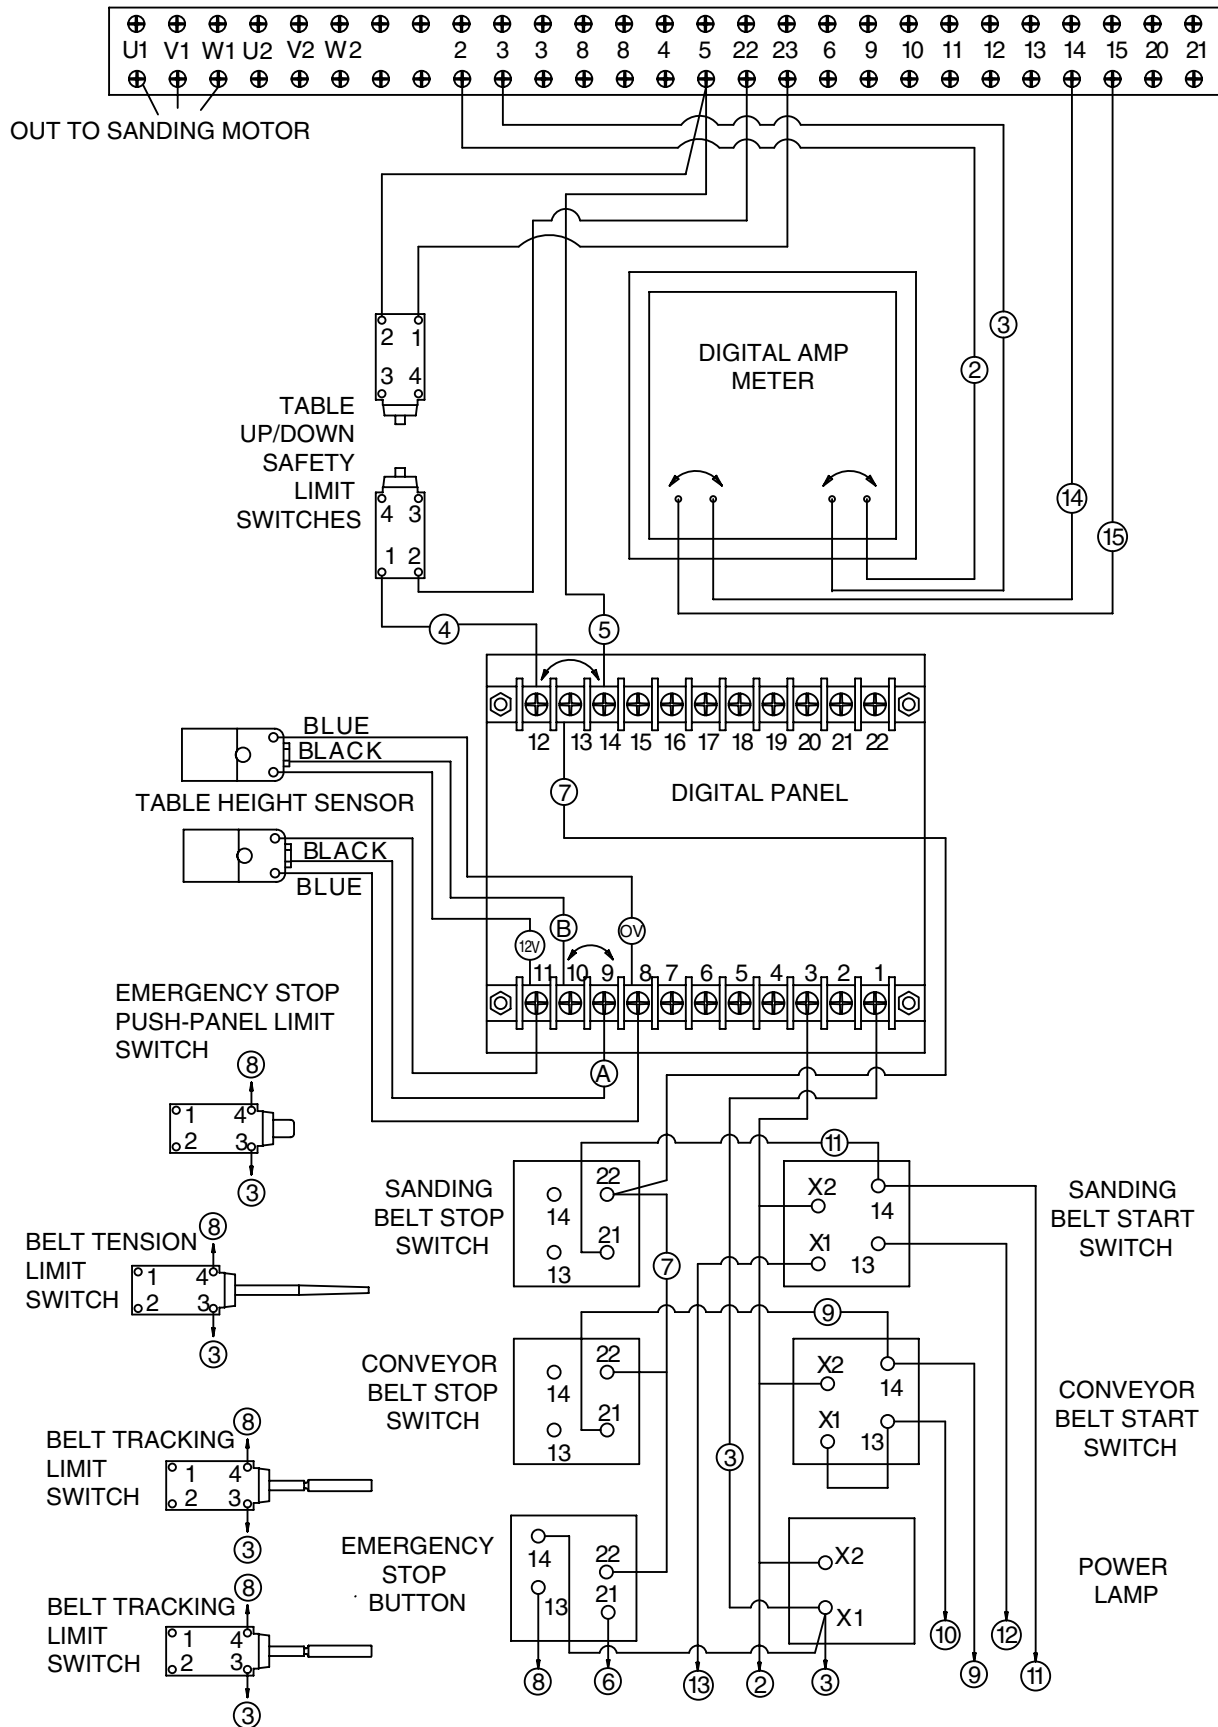 U1 V1 W1 U2 V2 W2 2 3 3 8 8 4 5 22 23 6 9 10 11 12 13 14 15 20 21
OUT TO SANDING MOTOR
3
2
14
15
DIGITAL AMP
METER
2 1
3 4
TABLE
UP/DOWN
SAFETY
LIMIT
SWITCHES
4 3
1 2
4
5
12 13 14 15 16 17 18 19 20 21 22
7
DIGITAL PANEL
BLUE
BLACK
TABLE HEIGHT SENSOR
BLACK
BLUE
12V
B
0V
11 10 9 8 7 6 5 4 3 2 1
A
EMERGENCY STOP
PUSH-PANEL LIMIT
SWITCH
8
1 4
2 3
3
BELT TENSION
LIMIT
SWITCH
8
1 4
2 3
3
BELT TRACKING
LIMIT
SWITCH
8
1 4
2 3
3
BELT TRACKING
LIMIT
SWITCH
8
1 4
2 3
3
SANDING
BELT STOP
SWITCH
22
14
21
13
11
7
X2
14
X1
13
SANDING
BELT START
SWITCH
CONVEYOR
BELT STOP
SWITCH
22
14
21
13
9
3
X2
14
X1
13
CONVEYOR
BELT START
SWITCH
EMERGENCY
STOP
BUTTON
14
22
13
21
X2
X1
POWER
LAMP
8 6 13 2 3 10 9 12 11